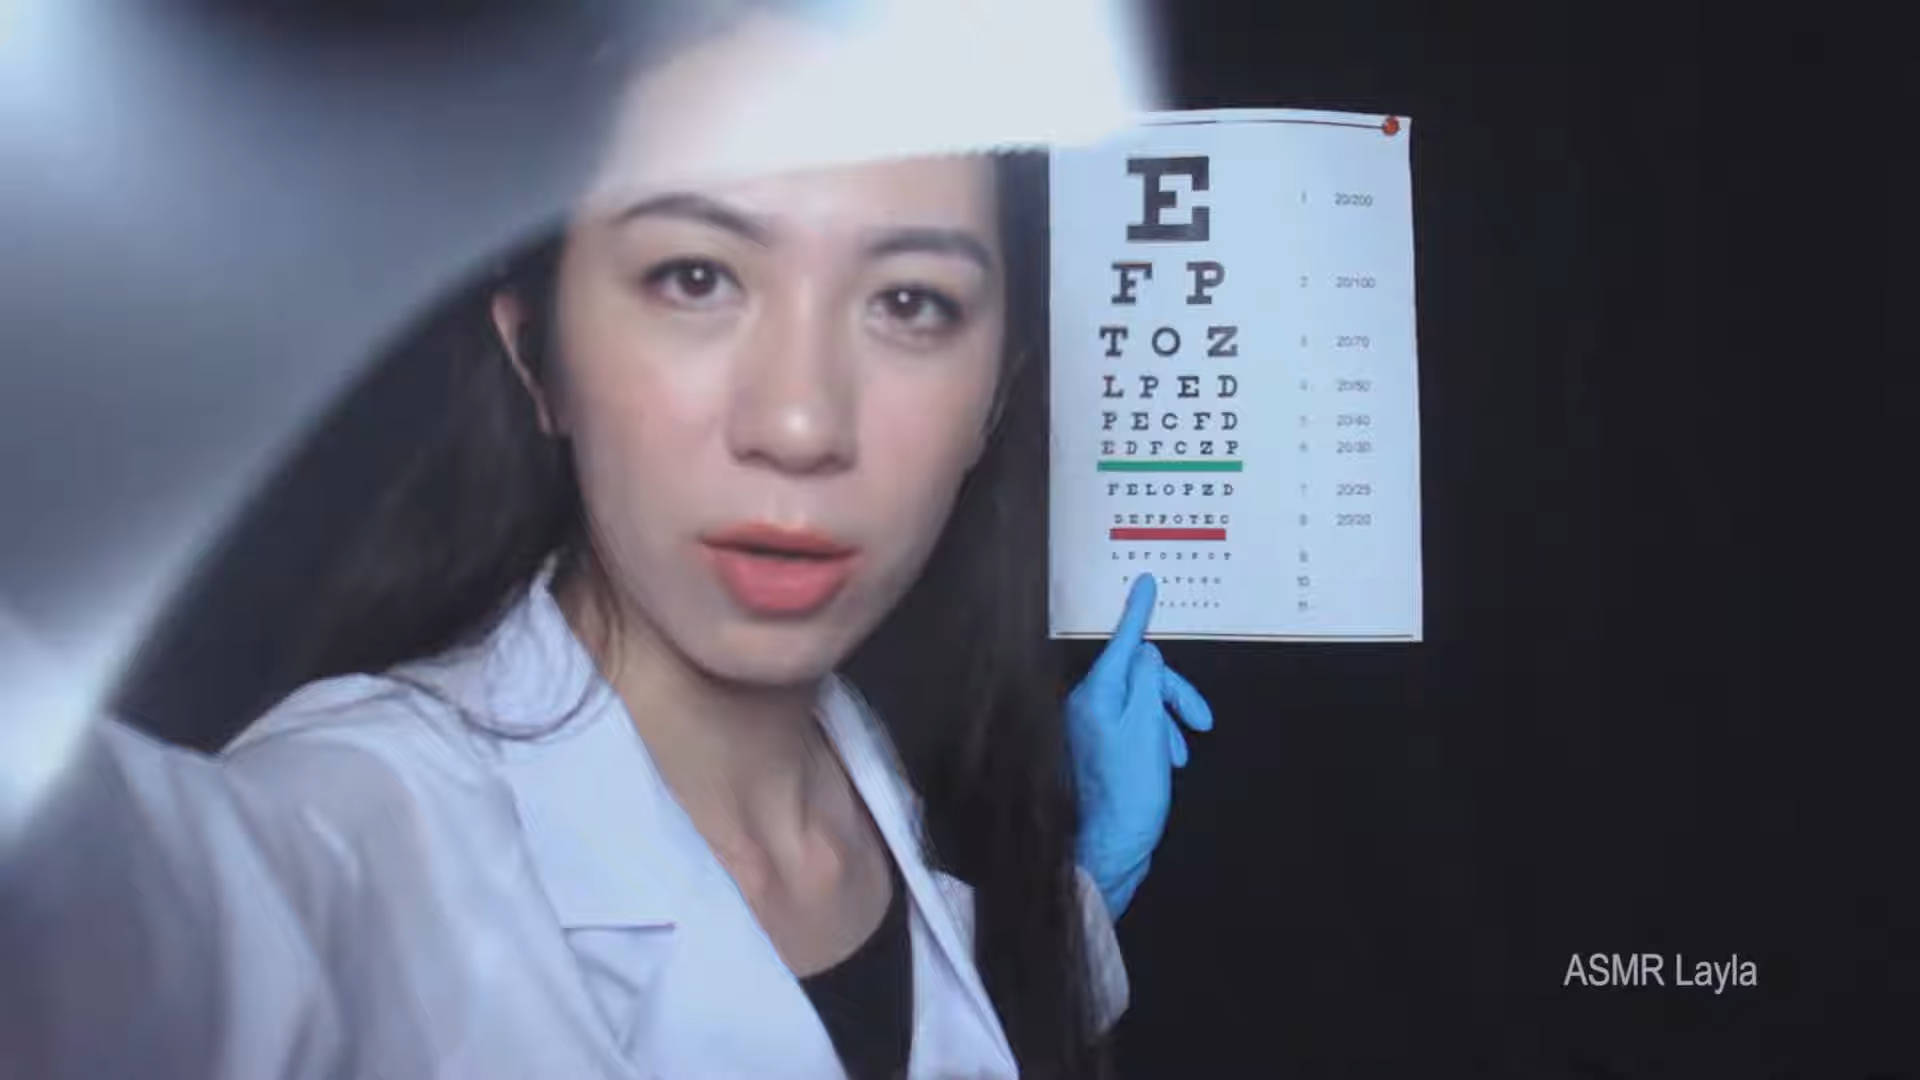 E 1 20/200
F P 2 20/100
T O Z 3 20/70
L P E D 4 20/50
P E C F D 5 20/40
E D F C Z P 6 20/30
F E L O P Z D 7 20/25
D E F P O T E C 8 20/20
9
10
11
ASMR Layla